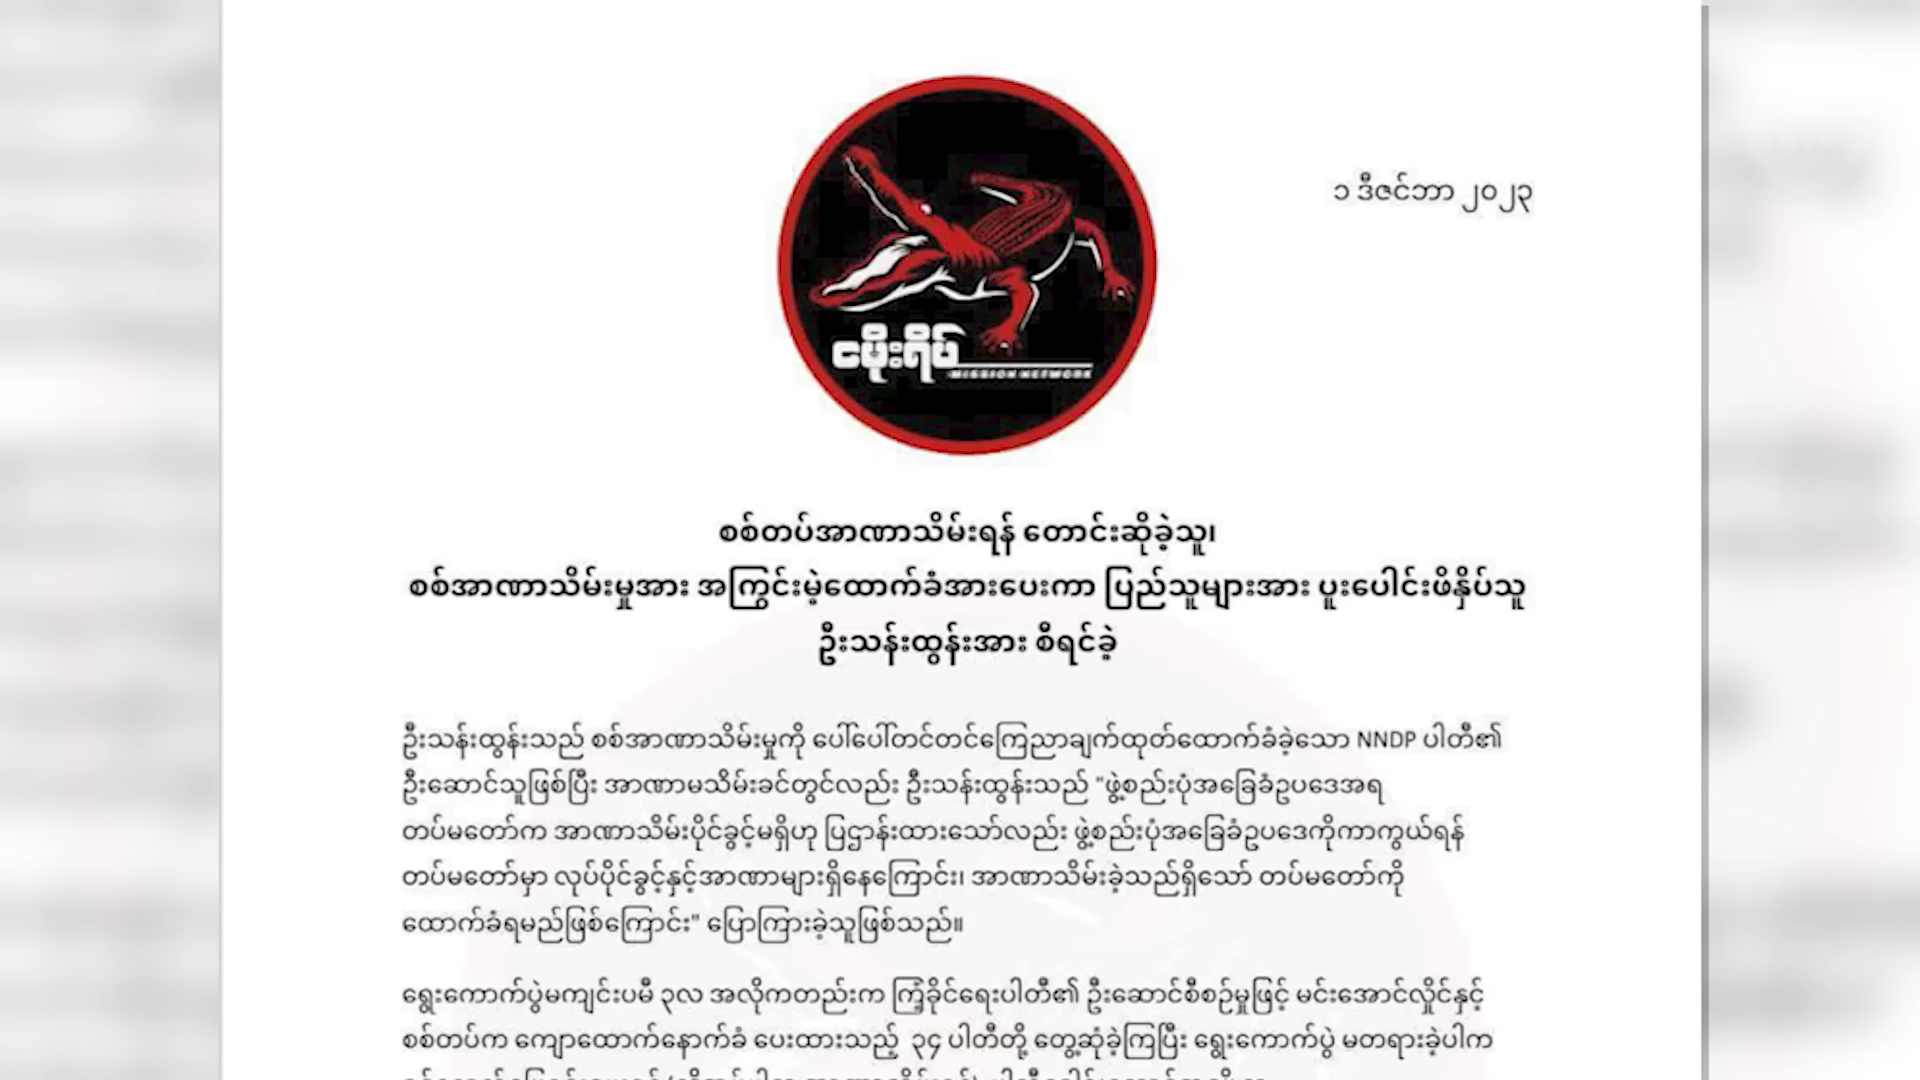 ၁ ဒီဇင်ဘာ ၂၀၂၃
ငမိုးရိပ်
MISSION NETWORK
စစ်တပ်အာဏာသိမ်းရန် တောင်းဆိုခဲ့သူ၊
စစ်အာဏာသိမ်းမှုအား အကြွင်းမဲ့ထောက်ခံအားပေးကာ ပြည်သူများအား ပူးပေါင်းဖိနှိပ်သူ
ဦးသန်းထွန်းအား စီရင်ခဲ့
ဦးသန်းထွန်းသည် စစ်အာဏာသိမ်းမှုကို ပေါ်ပေါ်တင်တင်ကြေညာချက်ထုတ်ထောက်ခံခဲ့သော NNDP ပါတီ၏
ဦးဆောင်သူဖြစ်ပြီး အာဏာမသိမ်းခင်တွင်လည်း ဦးသန်းထွန်းသည် "ဖွဲ့စည်းပုံအခြေခံဥပဒေအရ
တပ်မတော်က အာဏာသိမ်းပိုင်ခွင့်မရှိဟု ပြဌာန်းထားသော်လည်း ဖွဲ့စည်းပုံအခြေခံဥပဒေကိုကာကွယ်ရန်
တပ်မတော်မှာ လုပ်ပိုင်ခွင့်နှင့်အာဏာများရှိနေကြောင်း၊ အာဏာသိမ်းခဲ့သည်ရှိသော် တပ်မတော်ကို
ထောက်ခံရမည်ဖြစ်ကြောင်း" ပြောကြားခဲ့သူဖြစ်သည်။
ရွေးကောက်ပွဲမကျင်းပမီ ၃လ အလိုကတည်းက ကြံ့ခိုင်ရေးပါတီ၏ ဦးဆောင်စီစဉ်မှုဖြင့် မင်းအောင်လှိုင်နှင့်
စစ်တပ်က ကျောထောက်နောက်ခံ ပေးထားသည့် ၃၄ ပါတီတို့ တွေ့ဆုံခဲ့ကြပြီး ရွေးကောက်ပွဲ မတရားခဲ့ပါက